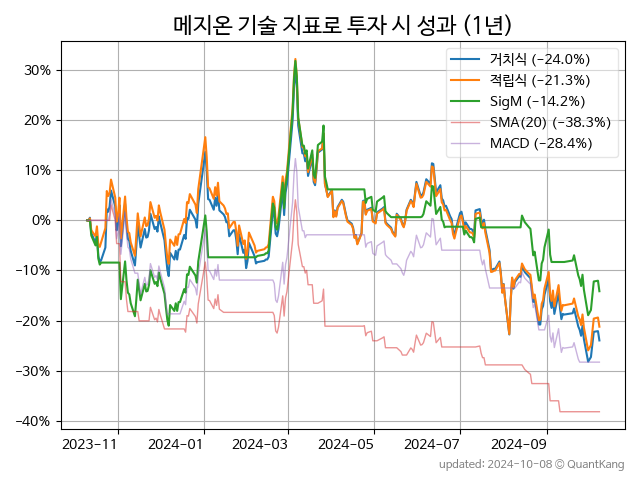 메지온 기술 지표로 투자 시 성과 (1년)
거치식 (−24.0%)
적립식 (−21.3%)
SigM (−14.2%)
SMA(20) (−38.3%)
MACD (−28.4%)
30%
20%
10%
0%
−10%
−20%
−30%
−40%
2023-11 2024-01 2024-03 2024-05 2024-07 2024-09
updated: 2024-10-08 © QuantKang